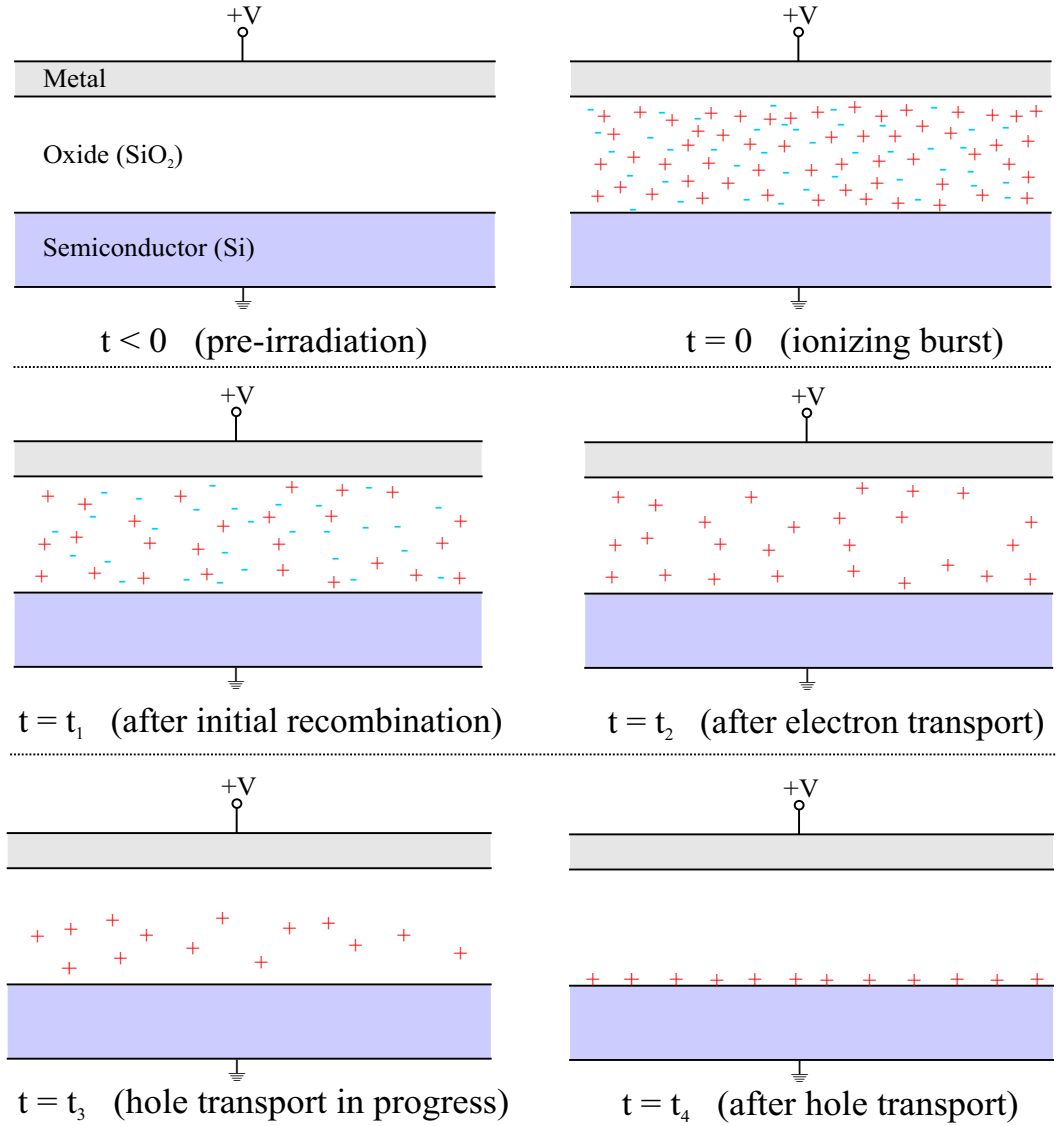 +V
+V
Metal
Oxide (SiO₂)
Semiconductor (Si)
t < 0 (pre-irradiation)
t = 0 (ionizing burst)
+V
+V
t = t₁ (after initial recombination)
t = t₂ (after electron transport)
+V
+V
t = t₃ (hole transport in progress)
t = t₄ (after hole transport)